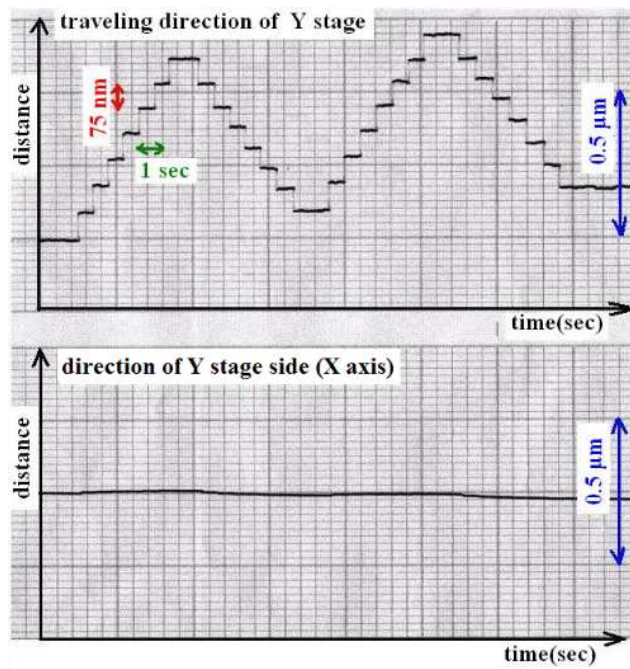 traveling direction of Y stage
distance
75 nm
1 sec
0.5 µm
time(sec)
direction of Y stage side (X axis)
distance
0.5 µm
time(sec)